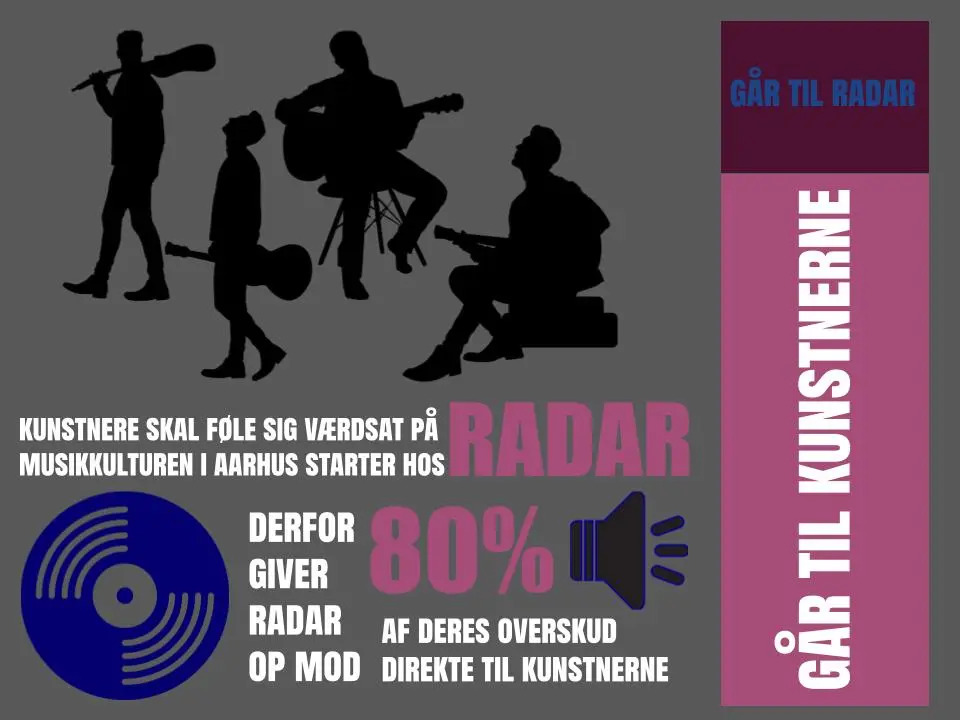 GÅR TIL RADAR
GÅR TIL KUNSTNERNE
KUNSTNERE SKAL FØLE SIG VÆRDSAT PÅ RADAR
MUSIKKULTUREN I AARHUS STARTER HOS
DERFOR
GIVER
RADAR
OP MOD
80%
AF DERES OVERSKUD
DIREKTE TIL KUNSTNERNE